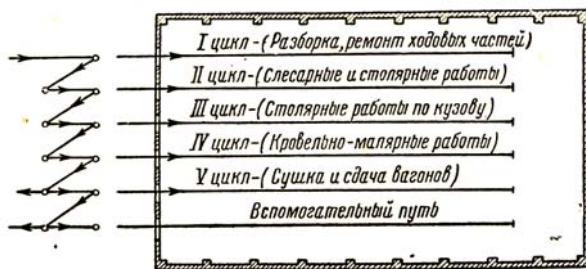 I цикл-(Разборка, ремонт ходовых частей)
II цикл-(Слесарные и столярные работы)
III цикл-(Столярные работы по кузову)
IV цикл-(Кровельно-малярные работы)
V цикл-(Сушка и сдача вагонов)
Вспомогательный путь